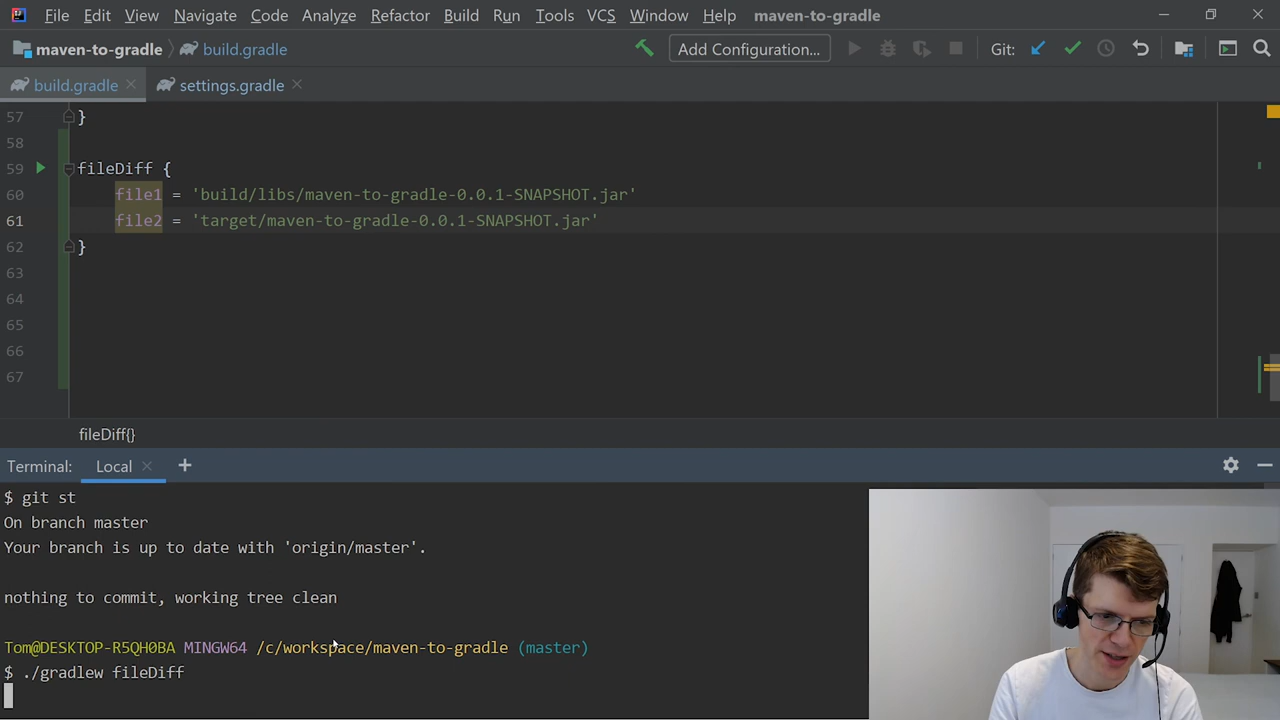 File Edit View Navigate Code Analyze Refactor Build Run Tools VCS Window Help maven-to-gradle
maven-to-gradle build.gradle Add Configuration... Git:
build.gradle settings.gradle
57 }
58
59 fileDiff {
60 file1 = 'build/libs/maven-to-gradle-0.0.1-SNAPSHOT.jar'
61 file2 = 'target/maven-to-gradle-0.0.1-SNAPSHOT.jar'
62 }
63
64
65
66
67
fileDiff{}
Terminal: Local
$ git st
On branch master
Your branch is up to date with 'origin/master'.
nothing to commit, working tree clean
Tom@DESKTOP-R5QH0BA MINGW64 /c/workspace/maven-to-gradle (master)
$ ./gradlew fileDiff